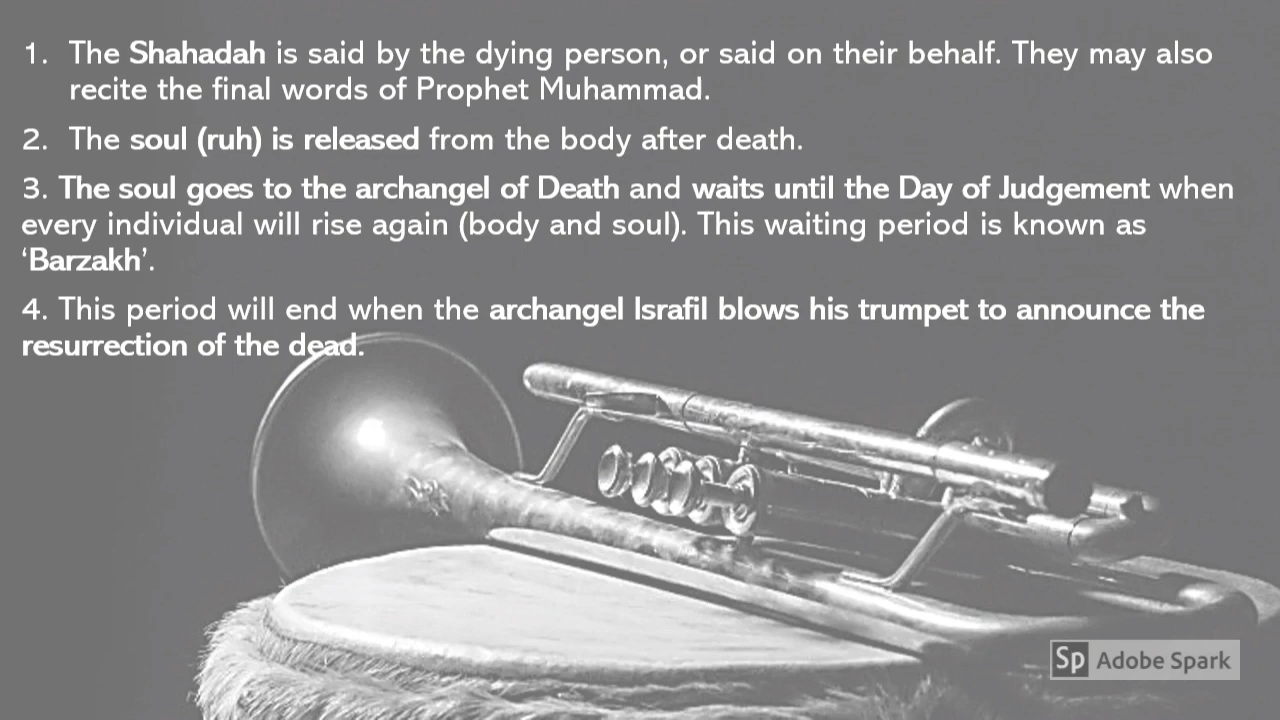 1. The Shahadah is said by the dying person, or said on their behalf. They may also
recite the final words of Prophet Muhammad.
2. The soul (ruh) is released from the body after death.
3. The soul goes to the archangel of Death and waits until the Day of Judgement when
every individual will rise again (body and soul). This waiting period is known as
‘Barzakh’.
4. This period will end when the archangel Israfil blows his trumpet to announce the
resurrection of the dead.
Sp Adobe Spark